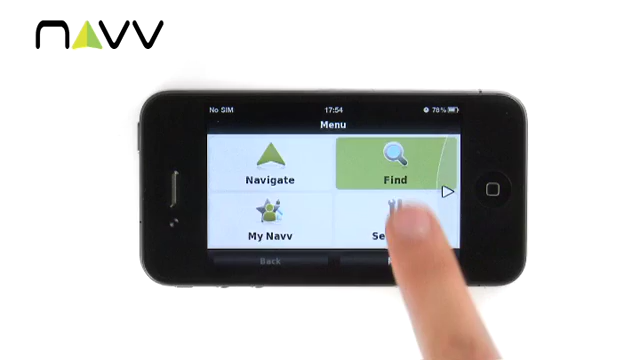 NAVV
No SIM 17:54 78%
Menu
Navigate Find
My Navv
Back